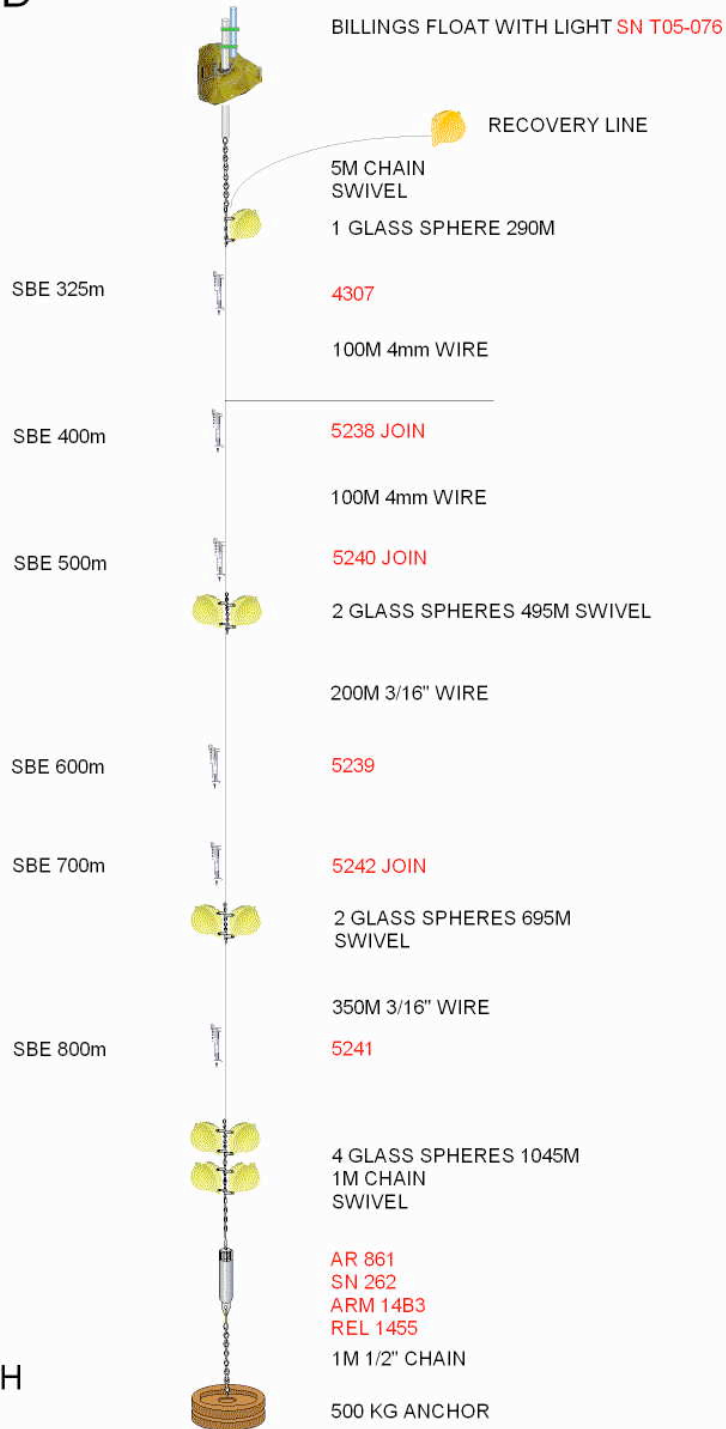 D
BILLINGS FLOAT WITH LIGHT SN T05-076
RECOVERY LINE
5M CHAIN
SWIVEL
1 GLASS SPHERE 290M
SBE 325m 4307
100M 4mm WIRE
SBE 400m 5238 JOIN
100M 4mm WIRE
SBE 500m 5240 JOIN
2 GLASS SPHERES 495M SWIVEL
200M 3/16" WIRE
SBE 600m 5239
SBE 700m 5242 JOIN
2 GLASS SPHERES 695M
SWIVEL
350M 3/16" WIRE
SBE 800m 5241
4 GLASS SPHERES 1045M
1M CHAIN
SWIVEL
AR 861
SN 262
ARM 14B3
REL 1455
1M 1/2" CHAIN
H
500 KG ANCHOR